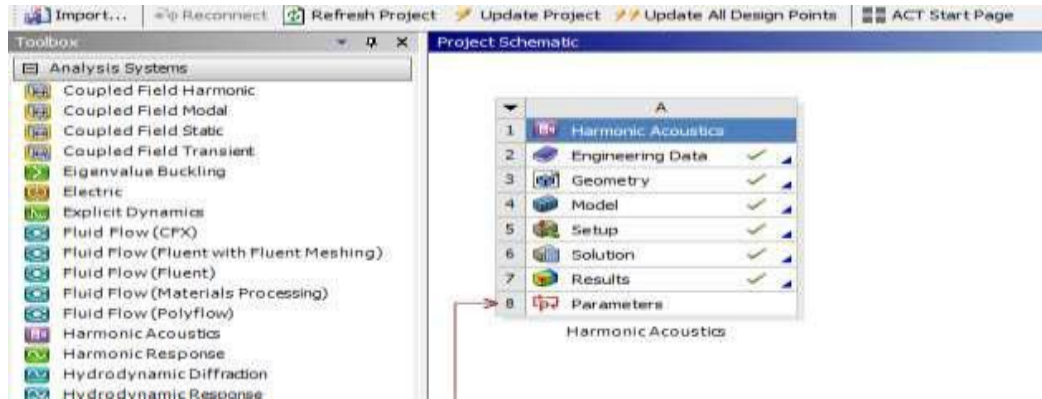 Import... Reconnect Refresh Project Update Project Update All Design Points ACT Start Page
Toolbox
Analysis Systems
Coupled Field Harmonic
Coupled Field Modal
Coupled Field Static
Coupled Field Transient
Eigenvalue Buckling
Electric
Explicit Dynamics
Fluid Flow (CFX)
Fluid Flow (Fluent with Fluent Meshing)
Fluid Flow (Fluent)
Fluid Flow (Materials Processing)
Fluid Flow (Polyflow)
Harmonic Acoustics
Harmonic Response
Hydrodynamic Diffraction
Hydrodynamic Response
Project Schematic
A
1 Harmonic Acoustics
2 Engineering Data
3 Geometry
4 Model
5 Setup
6 Solution
7 Results
8 Parameters
Harmonic Acoustics